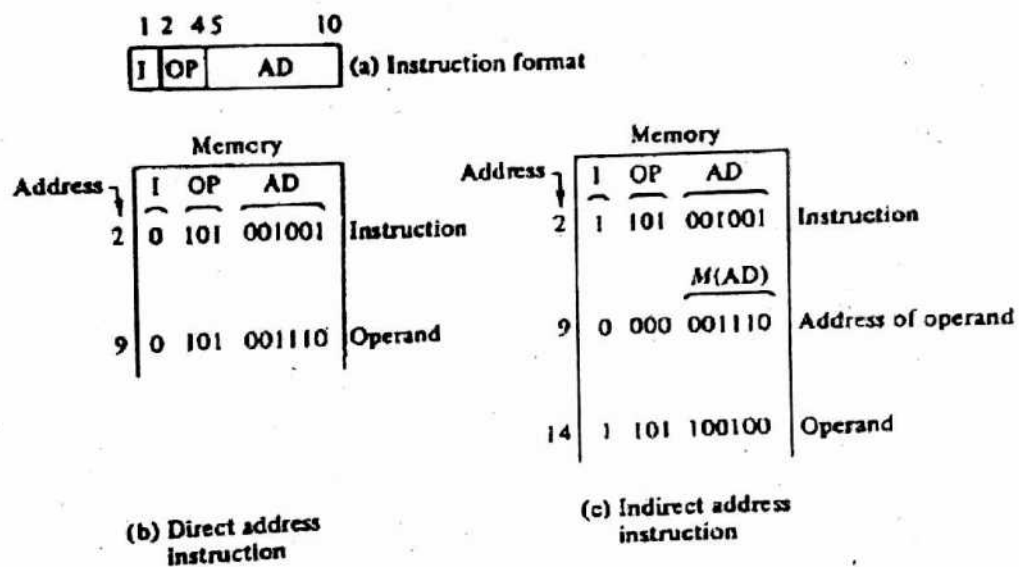 1 2 4 5 10
I OP AD (a) Instruction format
Memory
Address I OP AD
2 0 101 001001 Instruction
9 0 101 001110 Operand
(b) Direct address
instruction
Memory
Address I OP AD
2 1 101 001001 Instruction
M(AD)
9 0 000 001110 Address of operand
14 1 101 100100 Operand
(c) Indirect address
instruction